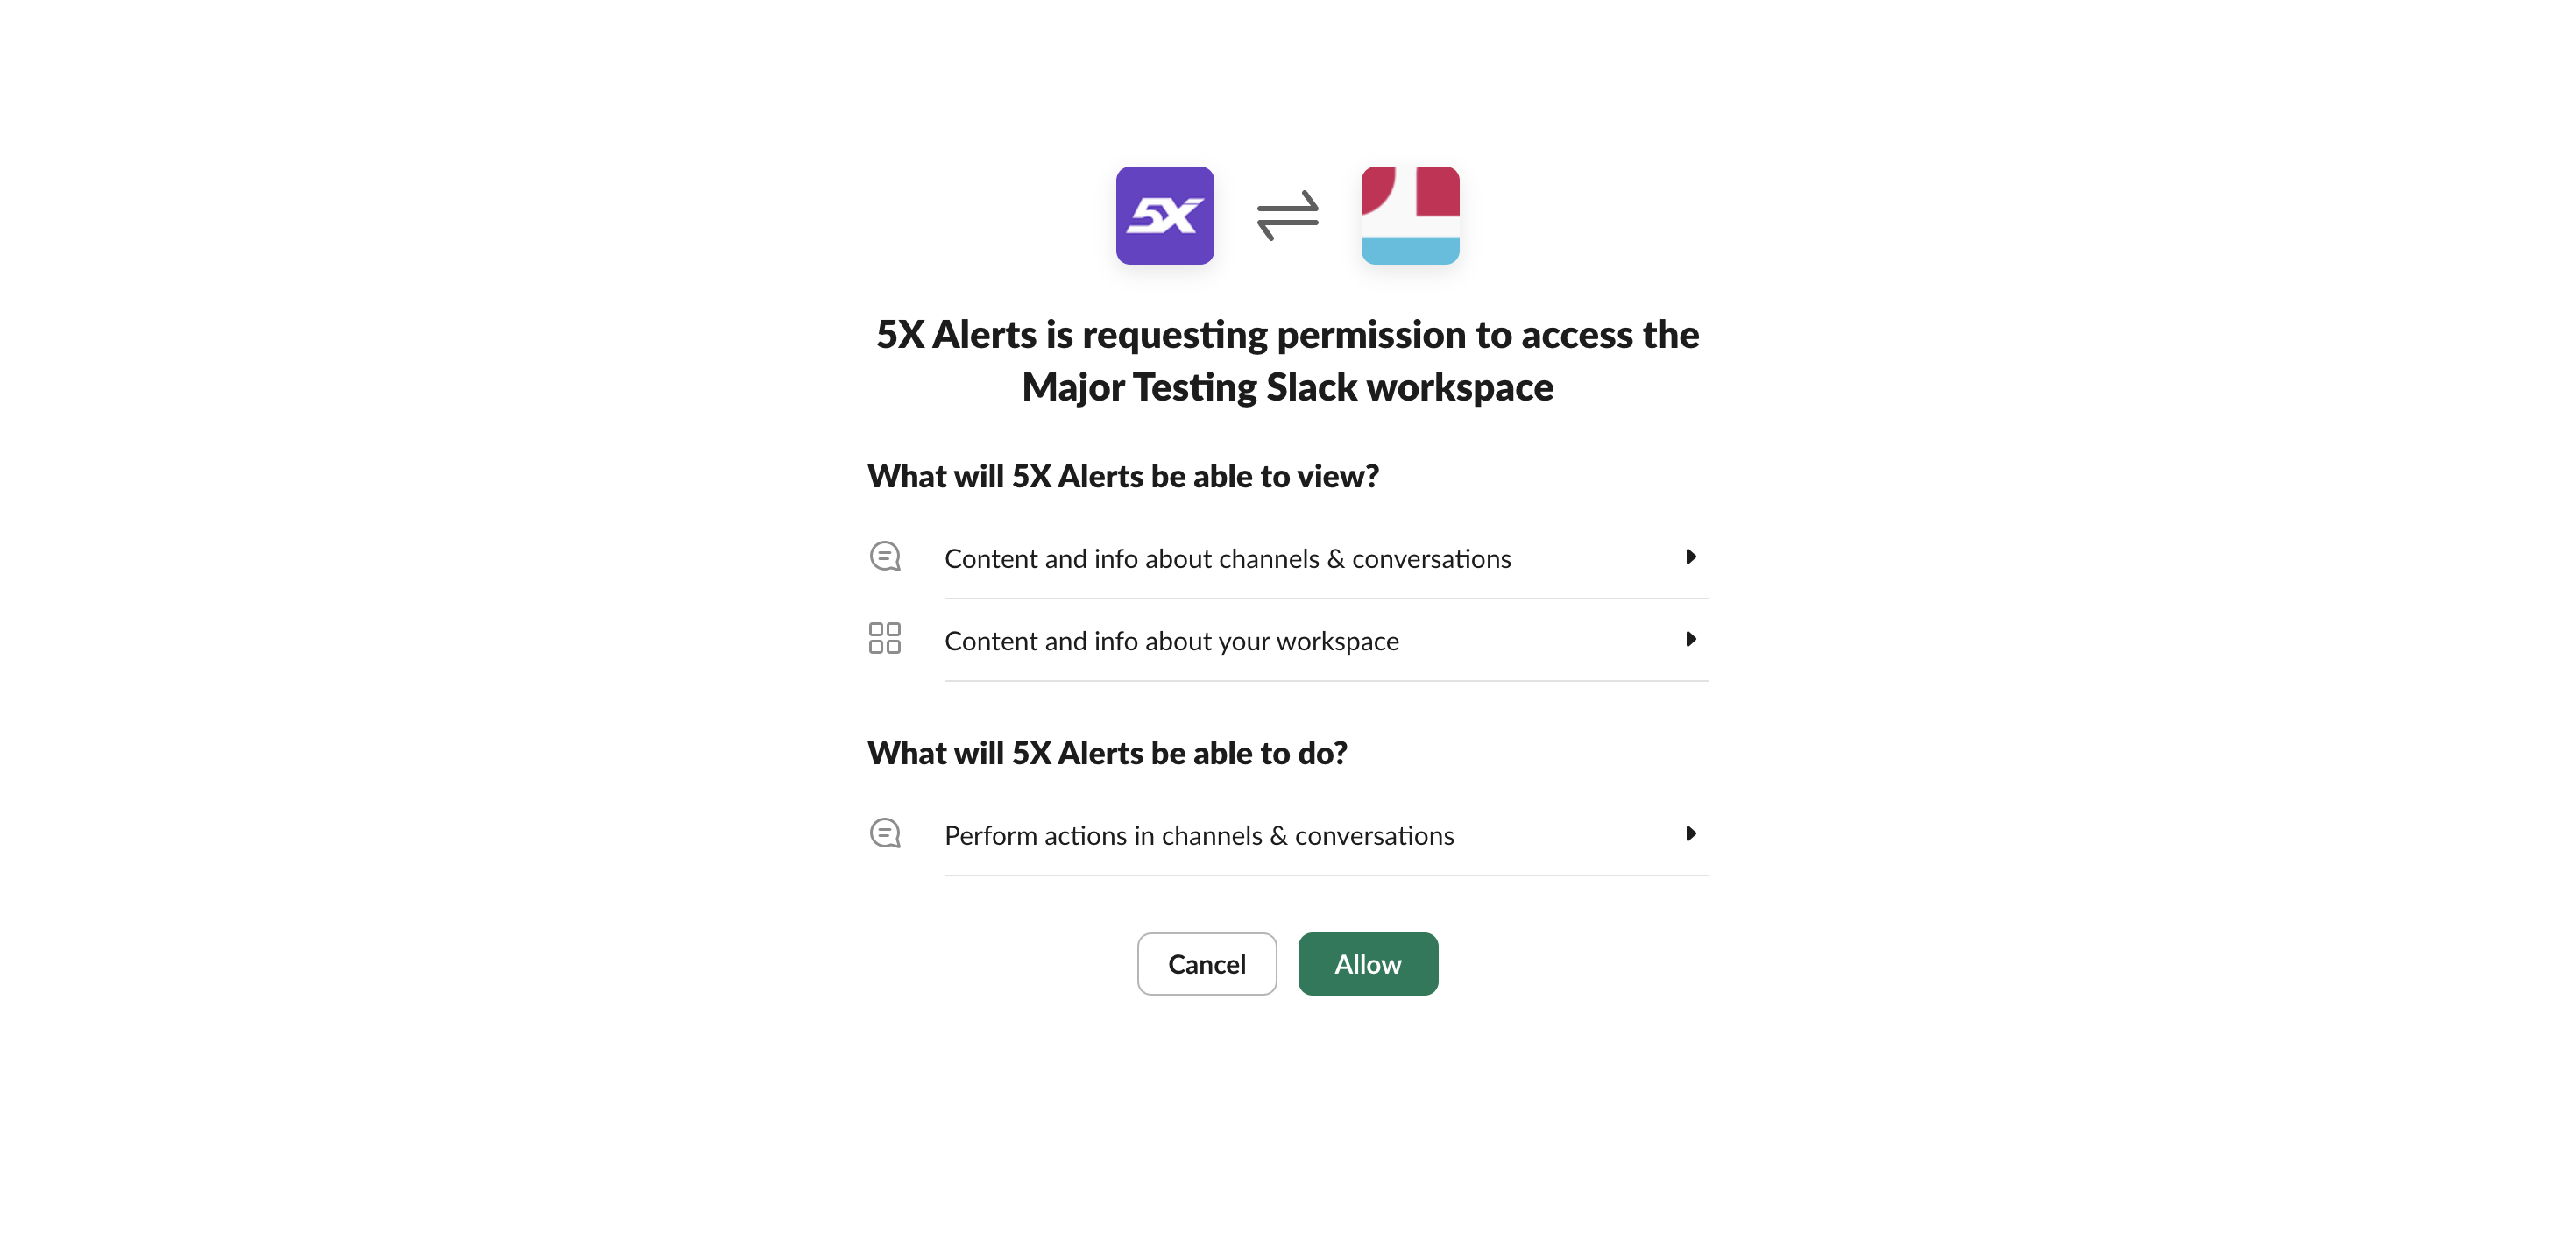 5X
5X Alerts is requesting permission to access the
Major Testing Slack workspace
What will 5X Alerts be able to view?
Content and info about channels & conversations
Content and info about your workspace
What will 5X Alerts be able to do?
Perform actions in channels & conversations
Cancel Allow